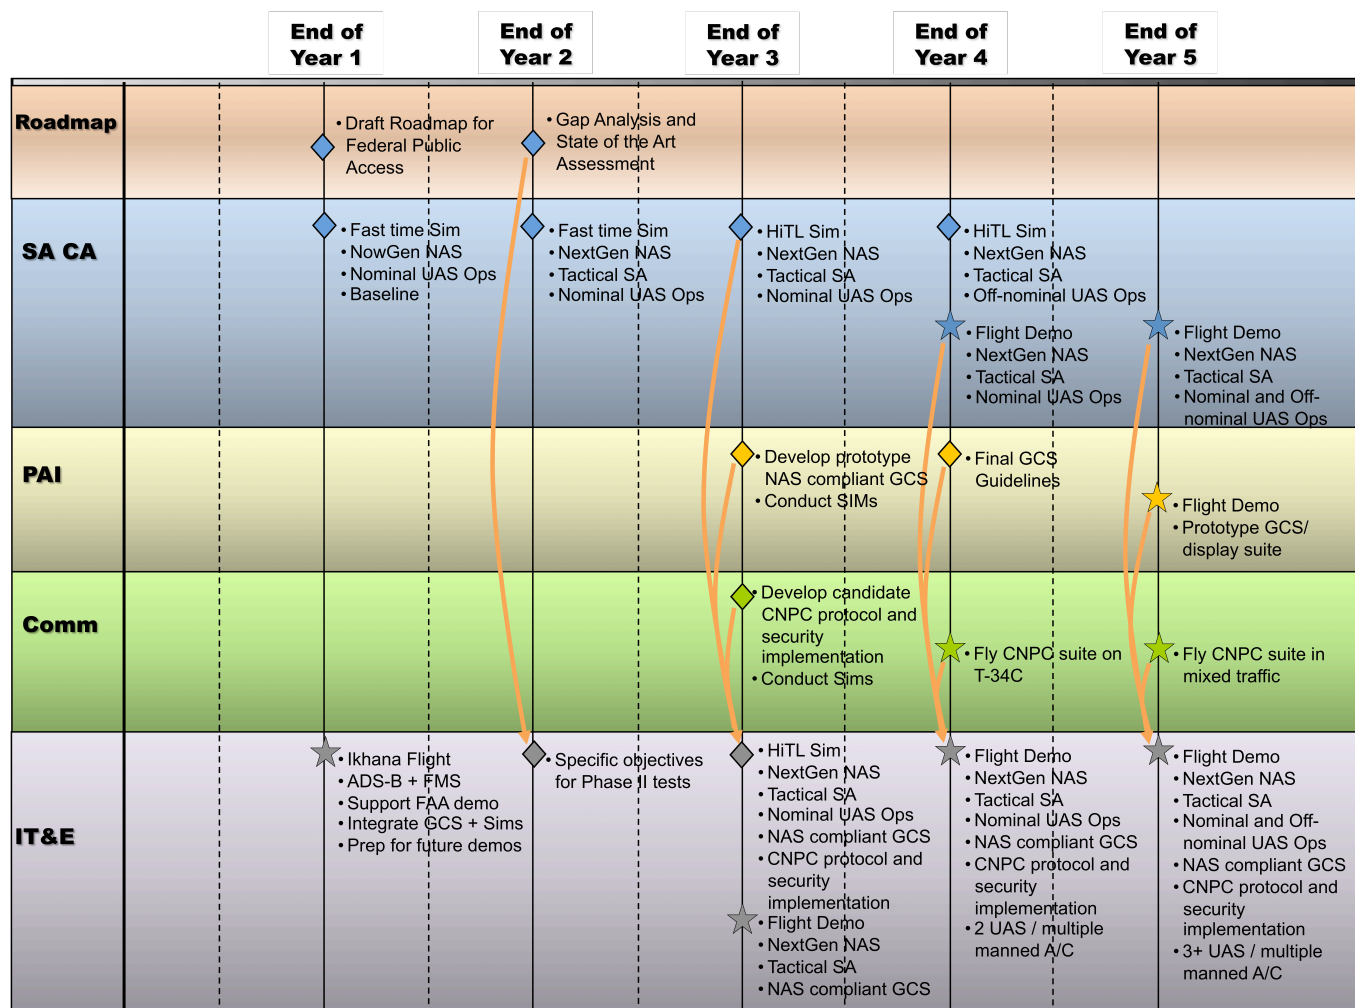 End of
Year 1
End of
Year 2
End of
Year 3
End of
Year 4
End of
Year 5
Roadmap
• Draft Roadmap for
Federal Public
Access
• Gap Analysis and
State of the Art
Assessment
SA CA
• Fast time Sim
• NowGen NAS
• Nominal UAS Ops
• Baseline
• Fast time Sim
• NextGen NAS
• Tactical SA
• Nominal UAS Ops
• HiTL Sim
• NextGen NAS
• Tactical SA
• Nominal UAS Ops
• HiTL Sim
• NextGen NAS
• Tactical SA
• Off-nominal UAS Ops
• Flight Demo
• NextGen NAS
• Tactical SA
• Nominal UAS Ops
• Flight Demo
• NextGen NAS
• Tactical SA
• Nominal and Off-
nominal UAS Ops
PAI
• Develop prototype
NAS compliant GCS
• Conduct SIMs
• Final GCS
Guidelines
• Flight Demo
• Prototype GCS/
display suite
Comm
• Develop candidate
CNPC protocol and
security
implementation
• Conduct Sims
• Fly CNPC suite on
T-34C
• Fly CNPC suite in
mixed traffic
IT&E
• Ikhana Flight
• ADS-B + FMS
• Support FAA demo
• Integrate GCS + Sims
• Prep for future demos
• Specific objectives
for Phase II tests
• HiTL Sim
• NextGen NAS
• Tactical SA
• Nominal UAS Ops
• NAS compliant GCS
• CNPC protocol and
security
implementation
• Flight Demo
• NextGen NAS
• Tactical SA
• NAS compliant GCS
• Flight Demo
• NextGen NAS
• Tactical SA
• Nominal UAS Ops
• NAS compliant GCS
• CNPC protocol and
security
implementation
• 2 UAS / multiple
manned A/C
• Flight Demo
• NextGen NAS
• Tactical SA
• Nominal and Off-
nominal UAS Ops
• NAS compliant GCS
• CNPC protocol and
security
implementation
• 3+ UAS / multiple
manned A/C